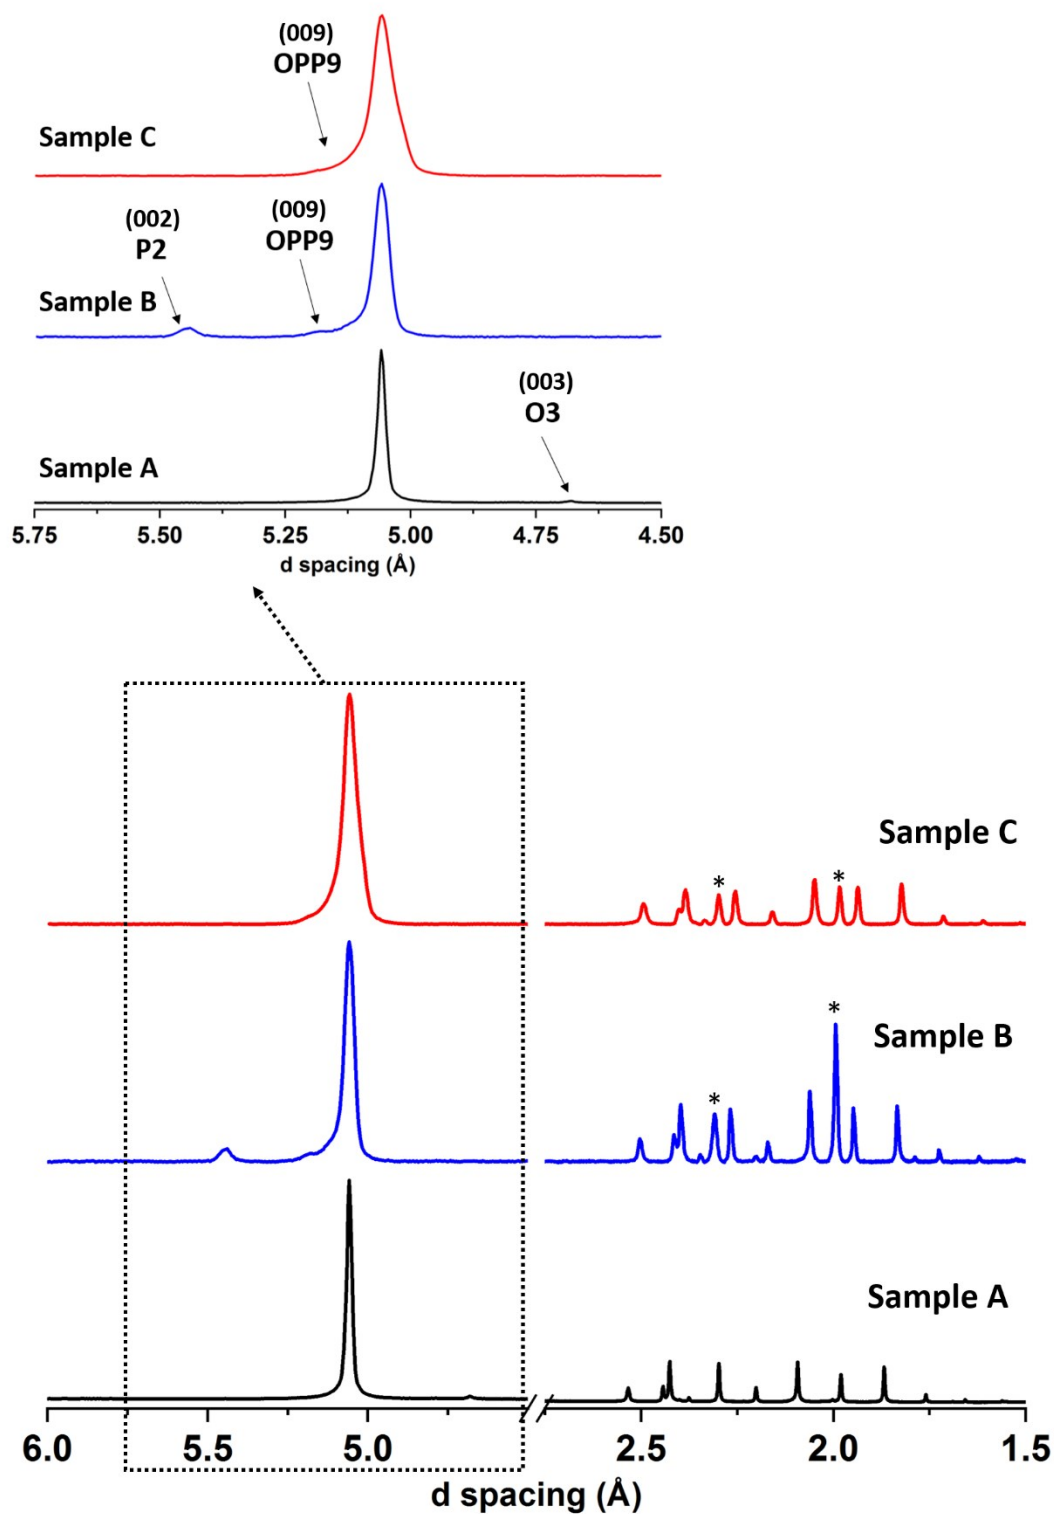 (009)
OPP9
Sample C
(002)
P2
(009)
OPP9
Sample B
(003)
O3
Sample A
5.75 5.50 5.25 5.00 4.75 4.50
d spacing (Å)
Sample C
* *
Sample B
* *
Sample A
6.0 5.5 5.0 2.5 2.0 1.5
d spacing (Å)